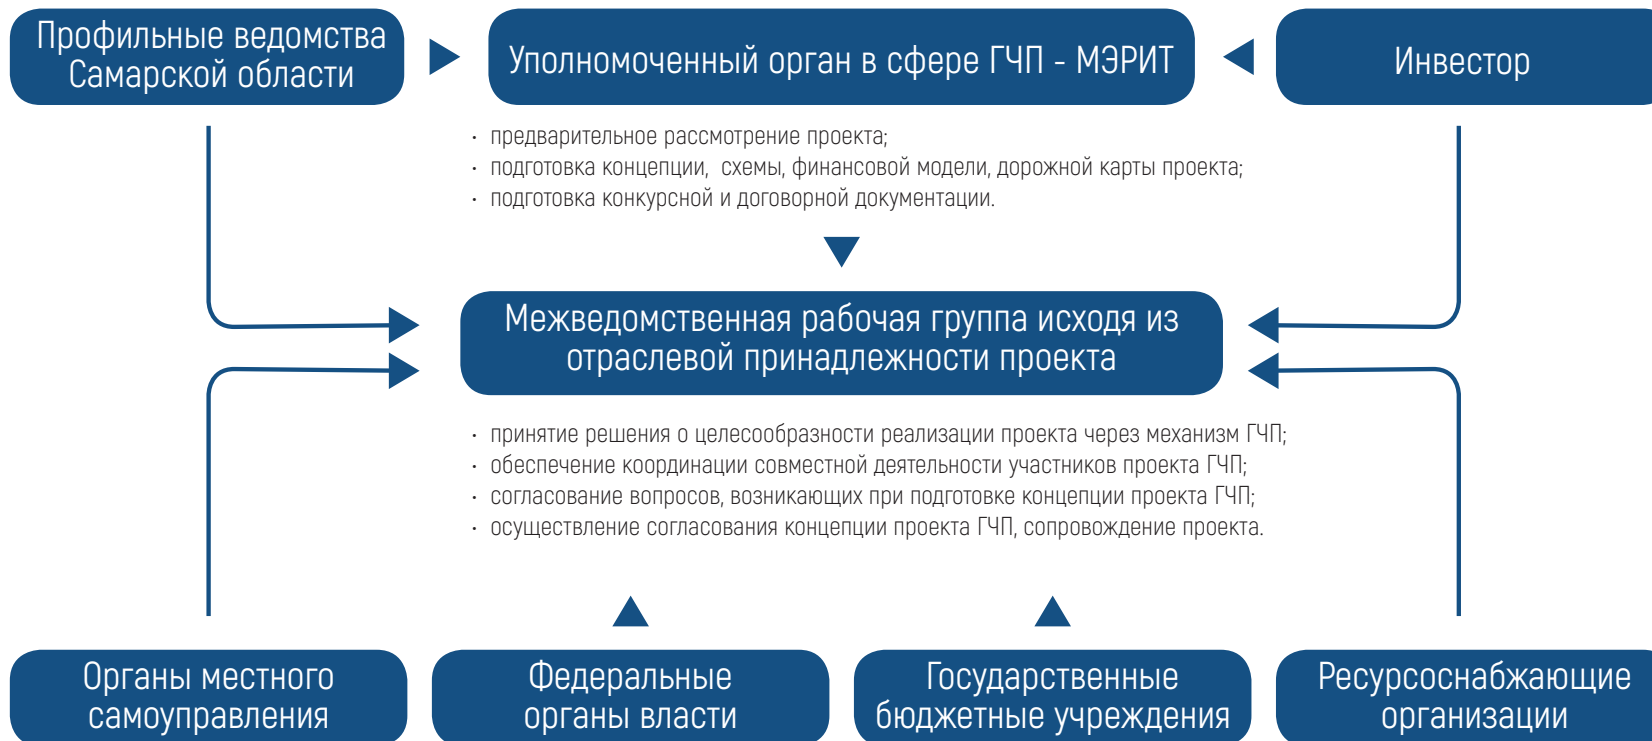 Профильные ведомства
Самарской области
Уполномоченный орган в сфере ГЧП - МЭРИТ
Инвестор
· предварительное рассмотрение проекта;
· подготовка концепции, схемы, финансовой модели, дорожной карты проекта;
· подготовка конкурсной и договорной документации.
Межведомственная рабочая группа исходя из
отраслевой принадлежности проекта
· принятие решения о целесообразности реализации проекта через механизм ГЧП;
· обеспечение координации совместной деятельности участников проекта ГЧП;
· согласование вопросов, возникающих при подготовке концепции проекта ГЧП;
· осуществление согласования концепции проекта ГЧП, сопровождение проекта.
Органы местного
самоуправления
Федеральные
органы власти
Государственные
бюджетные учреждения
Ресурсоснабжающие
организации